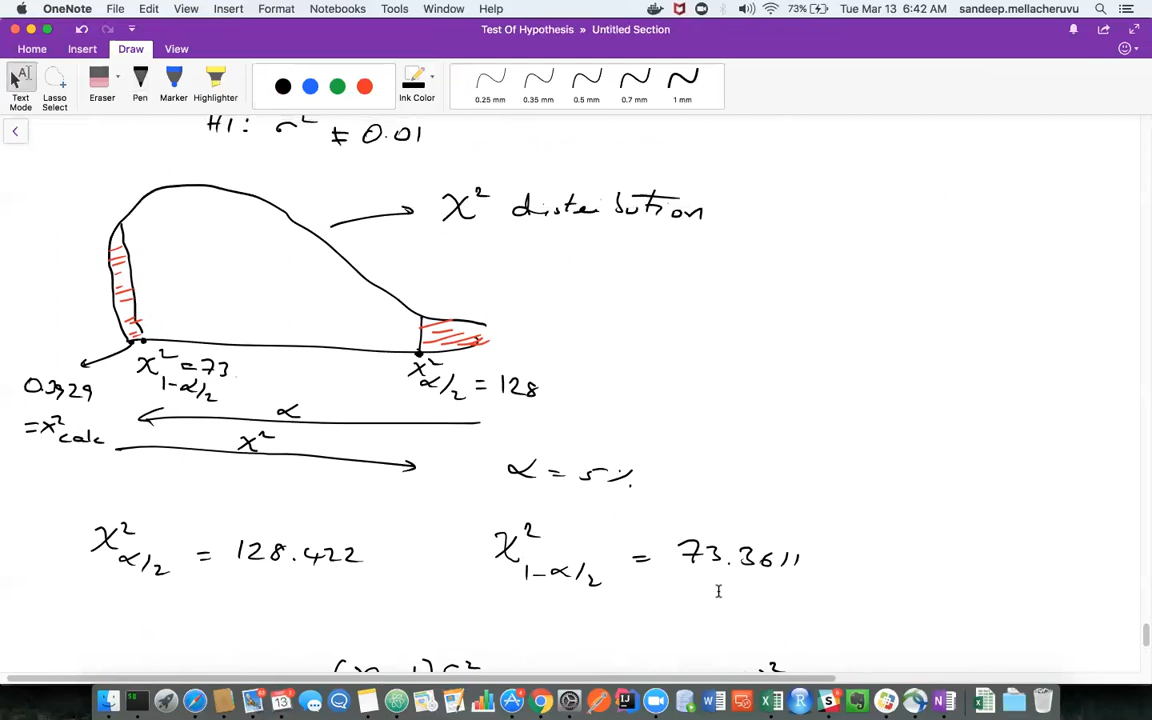 OneNote File Edit View Insert Format Notebooks Tools Window Help 73% Tue Mar 13 6:42 AM sandeep.mellacheruvu
Test Of Hypothesis » Untitled Section
Home Insert Draw View
Text Mode
Lasso Select
Eraser
Pen
Marker
Highlighter
Ink Color
0.25 mm
0.35 mm
0.5 mm
0.7 mm
1 mm
H1: σ² ≠ 0.01
χ² distribution
χ²1-α/2 = 73
χ²α/2 = 128
0.3929
= χ²calc
α
χ²
α = 5%
χ²α/2 = 128.422
χ²1-α/2 = 73.3611